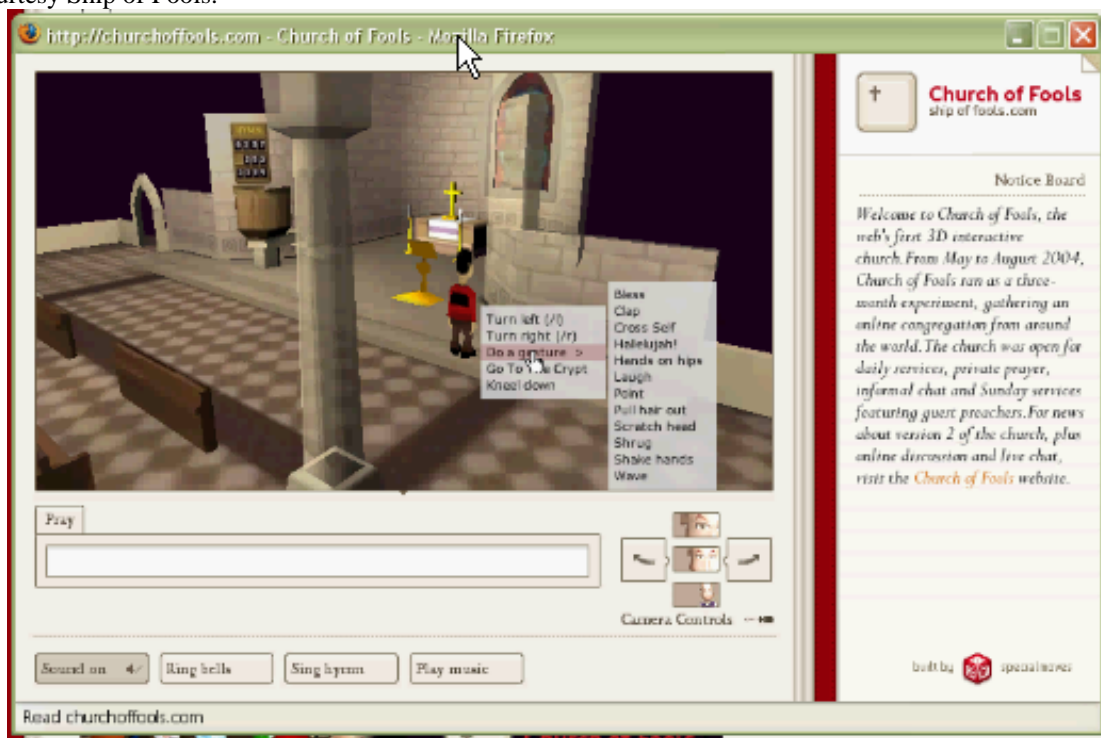 Courtesy Ship of Fools.
http://churchoffools.com - Church of Fools - Mozilla Firefox
Turn left (/l)
Turn right (/r)
Do a gesture >
Go To The Crypt
Kneel down
Bless
Clap
Cross Self
Hallelujah!
Hands on hips
Laugh
Point
Pull hair out
Scratch head
Shrug
Shake hands
Wave
Pray
Camera Controls
Sound on
Ring bells
Sing hymn
Play music
Church of Fools
ship of fools.com
Notice Board
Welcome to Church of Fools, the
web's first 3D interactive
church. From May to August 2004,
Church of Fools ran as a three-
month experiment, gathering an
online congregation from around
the world. The church was open for
daily services, private prayer,
informal chat and Sunday services
featuring guest preachers. For news
about version 2 of the church, plus
online discussion and live chat,
visit the Church of Fools website.
built by specialmoves
Read churchoffools.com